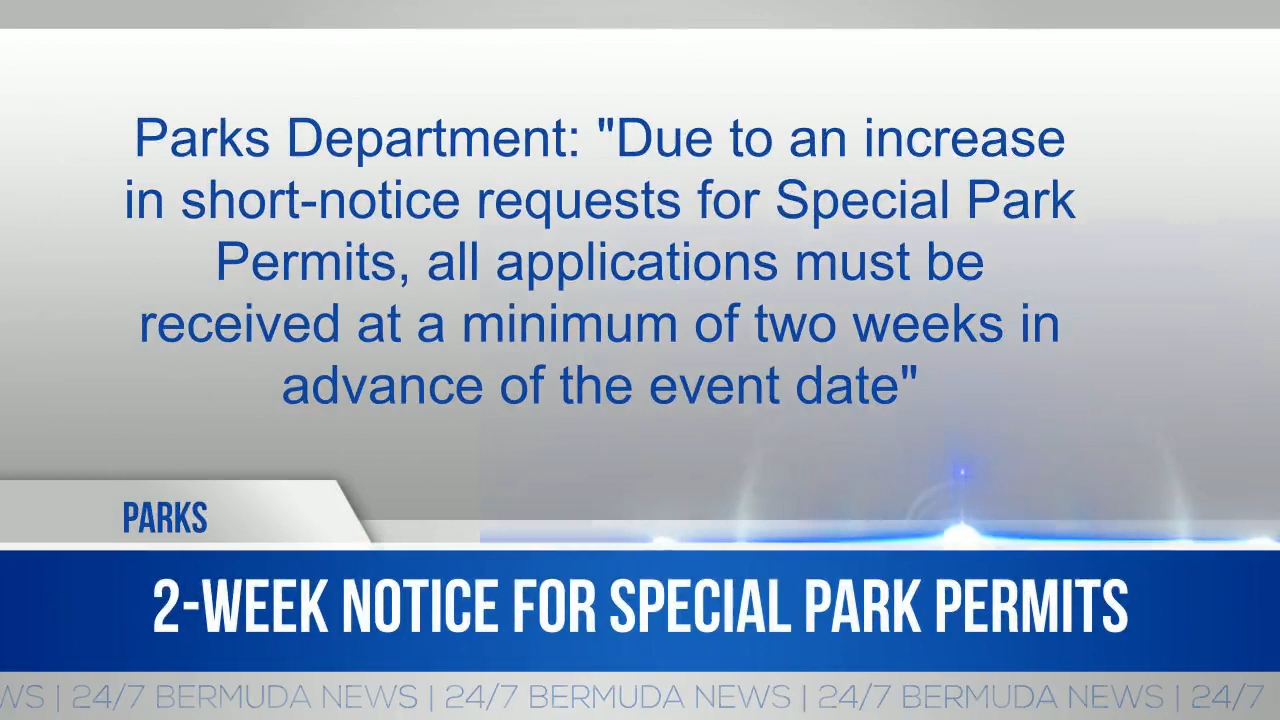 Parks Department: "Due to an increase
in short-notice requests for Special Park
Permits, all applications must be
received at a minimum of two weeks in
advance of the event date"
PARKS
2-WEEK NOTICE FOR SPECIAL PARK PERMITS
WS | 24/7 BERMUDA NEWS | 24/7 BERMUDA NEWS | 24/7 BERMUDA NEWS | 24/7